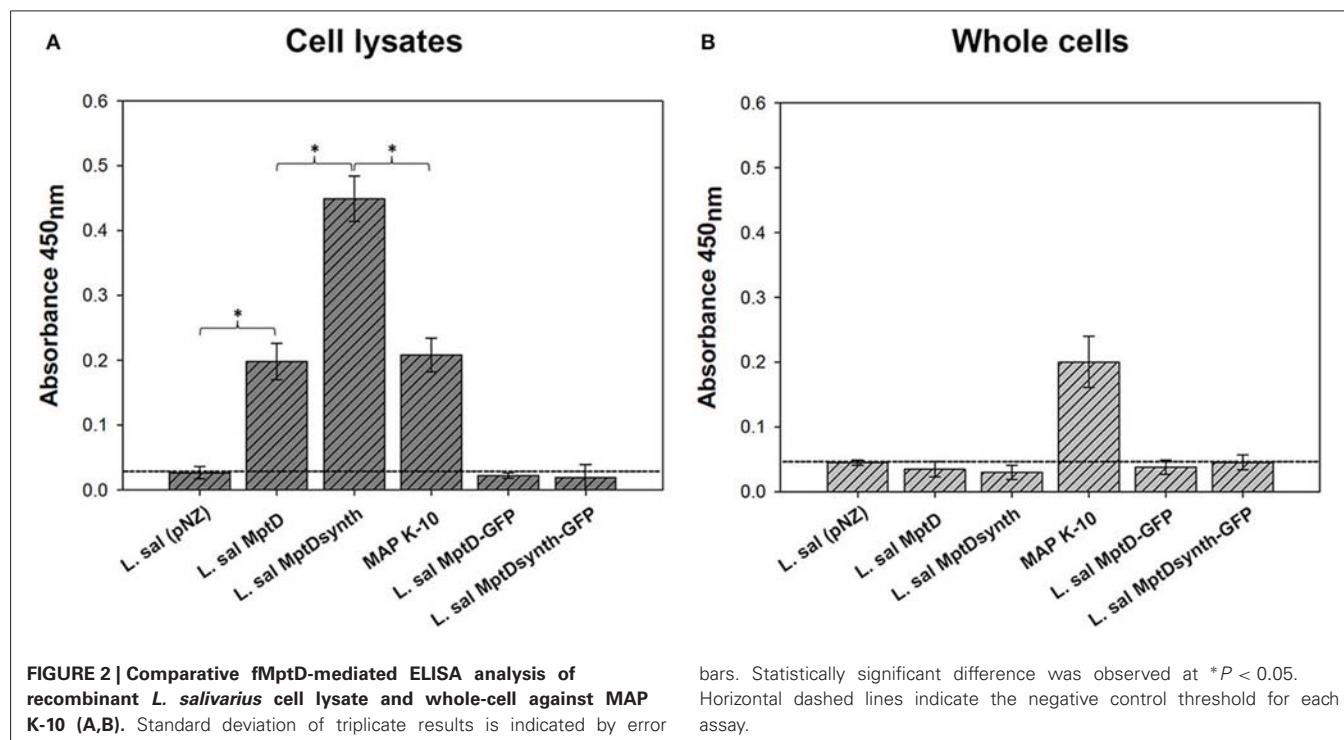 A Cell lysates
Absorbance 450nm
0.6
0.5
0.4
0.3
0.2
0.1
0.0
*
*
*
L. sal (pNZ)
L. sal MptD
L. sal MptDsynth
MAP K-10
L. sal MptD-GFP
L. sal MptDsynth-GFP
B Whole cells
Absorbance 450nm
0.6
0.5
0.4
0.3
0.2
0.1
0.0
L. sal (pNZ)
L. sal MptD
L. sal MptDsynth
MAP K-10
L. sal MptD-GFP
L. sal MptDsynth-GFP
FIGURE 2 | Comparative fMptD-mediated ELISA analysis of
recombinant L. salivarius cell lysate and whole-cell against MAP
K-10 (A,B). Standard deviation of triplicate results is indicated by error
bars. Statistically significant difference was observed at *P < 0.05.
Horizontal dashed lines indicate the negative control threshold for each
assay.